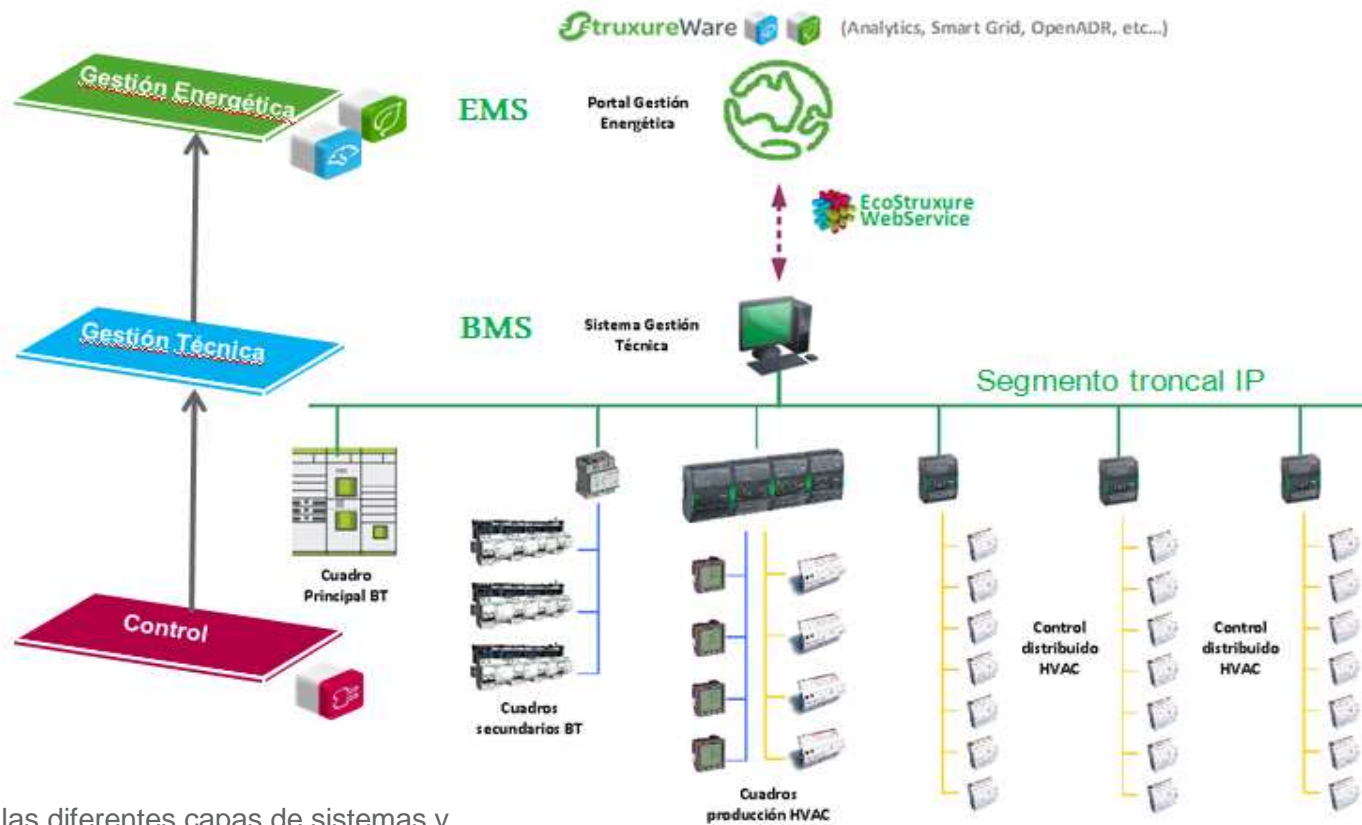 StruxureWare (Analytics, Smart Grid, OpenADR, etc...)
Gestión Energética
EMS
Portal Gestión
Energética
EcoStruxure
WebService
Gestión Técnica
BMS
Sistema Gestión
Técnica
Segmento troncal IP
Control
Cuadro
Principal BT
Cuadros
secundarios BT
Cuadros
producción HVAC
Control
distribuido
HVAC
Control
distribuido
HVAC
las diferentes capas de sistemas y